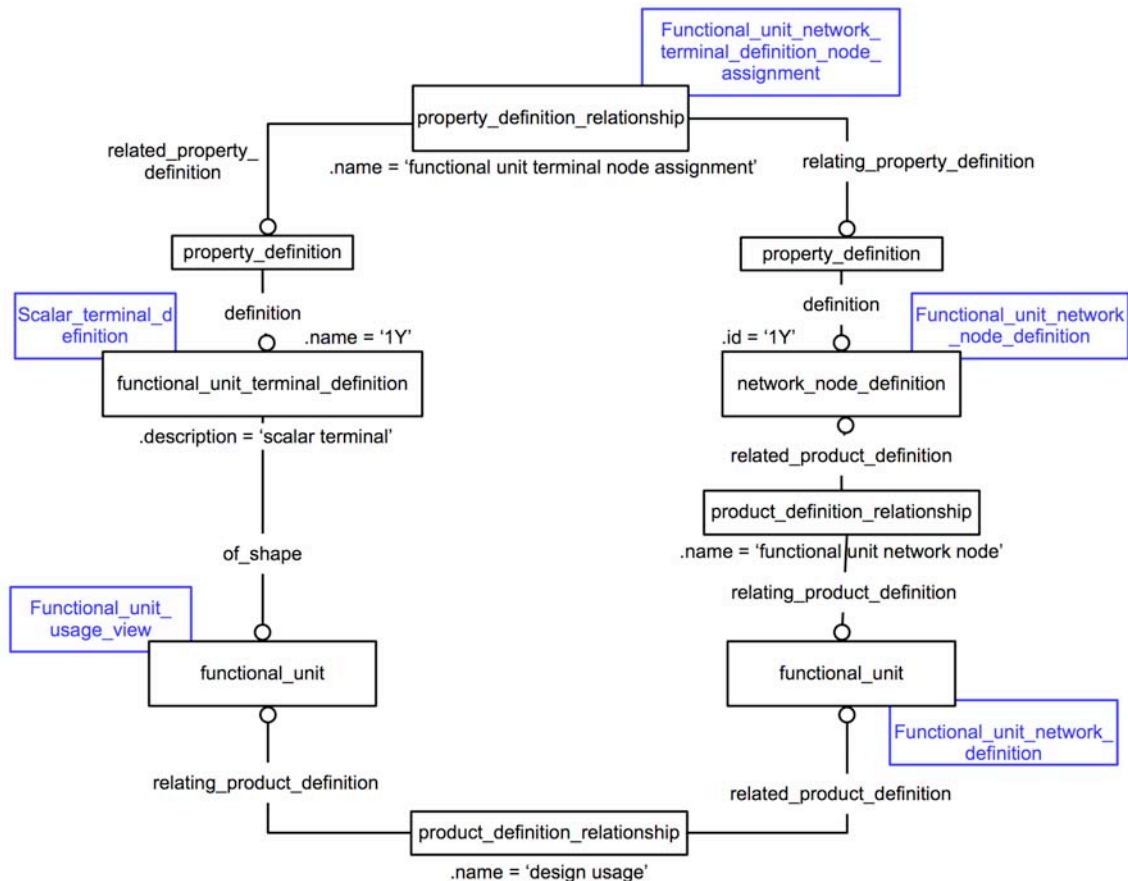 Functional_unit_network_
terminal_definition_node_
assignment
property_definition_relationship
related_property_
definition
.name = ‘functional unit terminal node assignment’
relating_property_definition
property_definition
property_definition
Scalar_terminal_d
efinition
definition
.name = ‘1Y’
definition
.id = ‘1Y’
Functional_unit_network
_node_definition
functional_unit_terminal_definition
network_node_definition
.description = ‘scalar terminal’
related_product_definition
product_definition_relationship
.name = ‘functional unit network node’
of_shape
relating_product_definition
Functional_unit_
usage_view
functional_unit
functional_unit
Functional_unit_network_
definition
relating_product_definition
related_product_definition
product_definition_relationship
.name = ‘design usage’